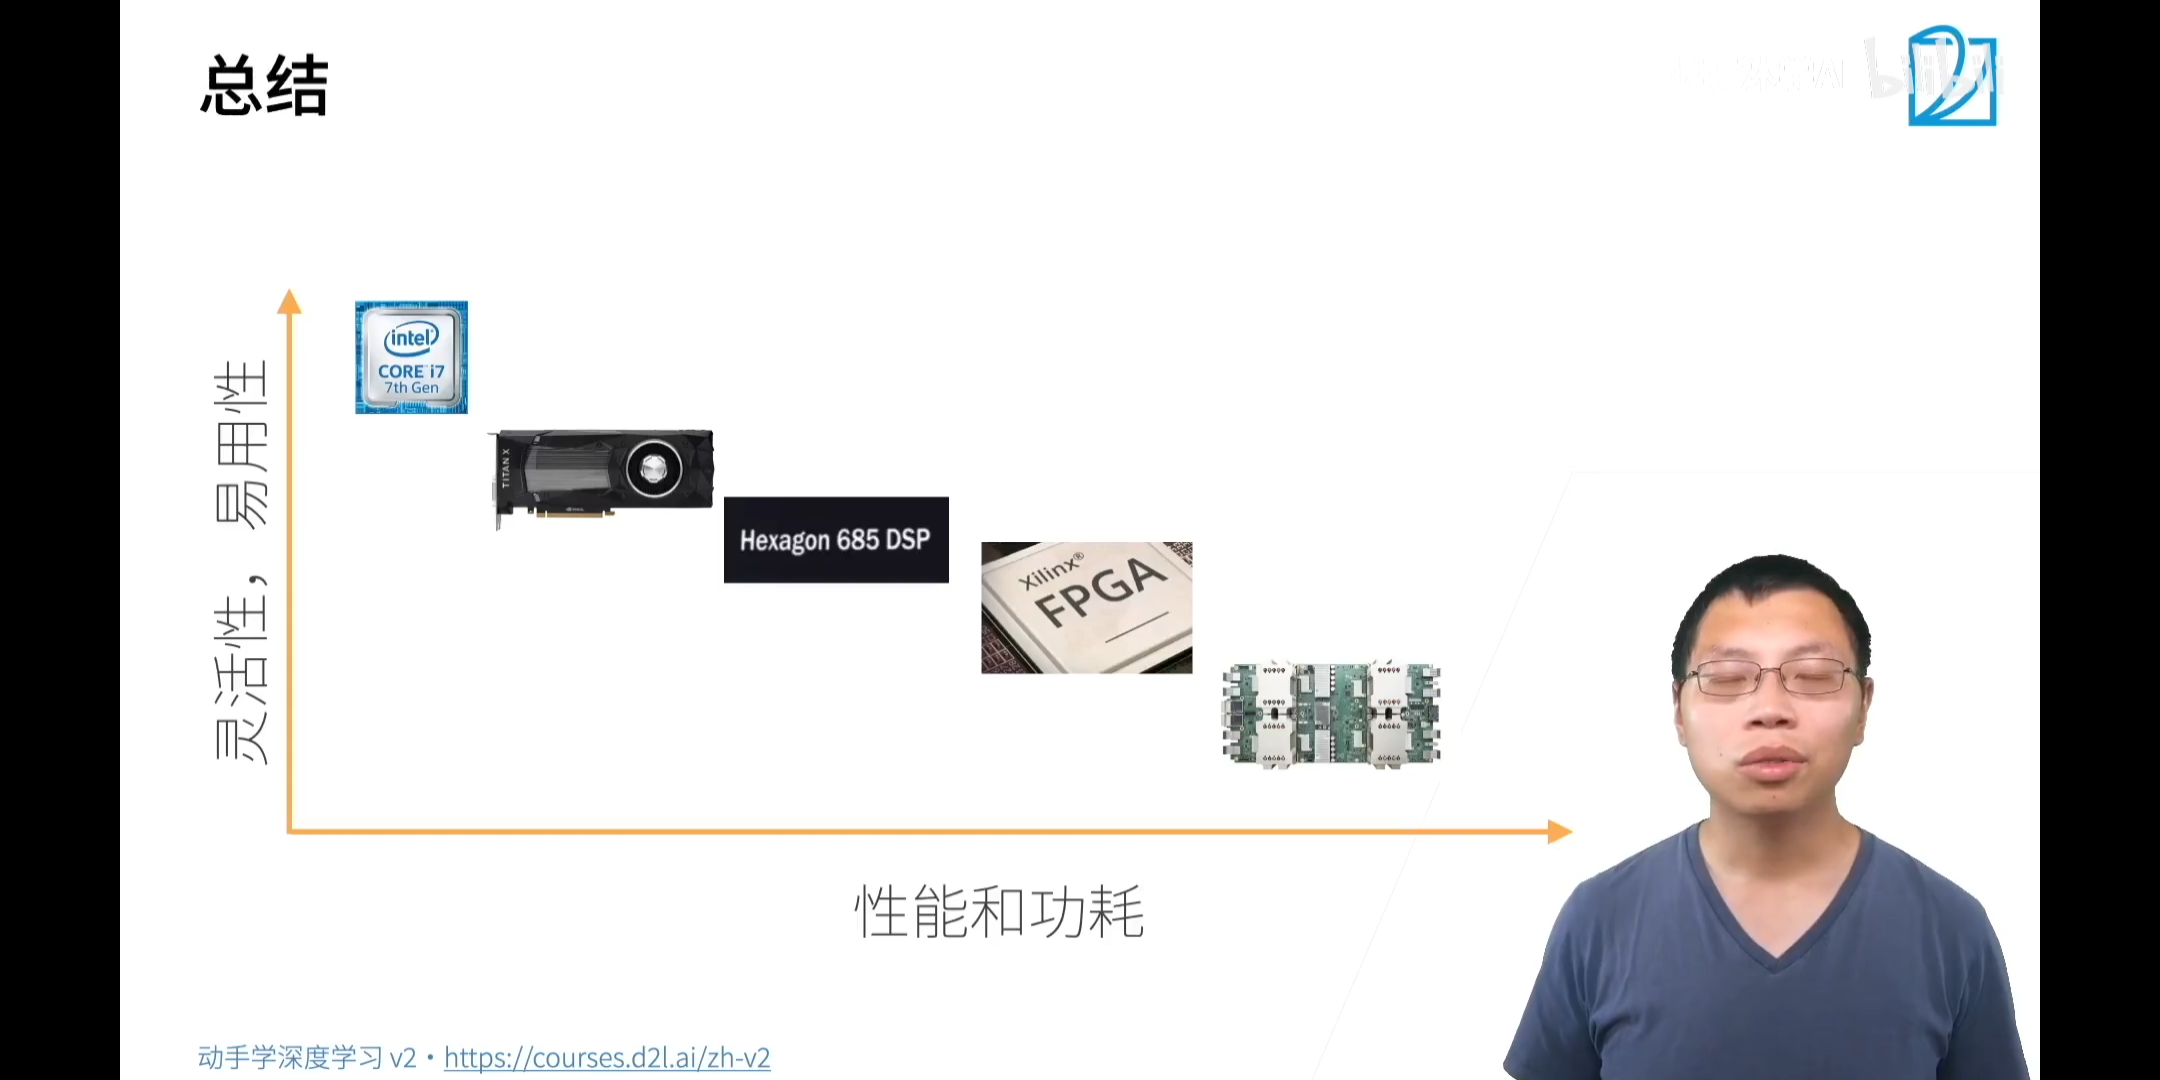 总结
bilibili
灵活性，易用性
intel
CORE i7
7th Gen
TITAN X
Hexagon 685 DSP
Xilinx®
FPGA
性能和功耗
动手学深度学习 v2 · https://courses.d2l.ai/zh-v2